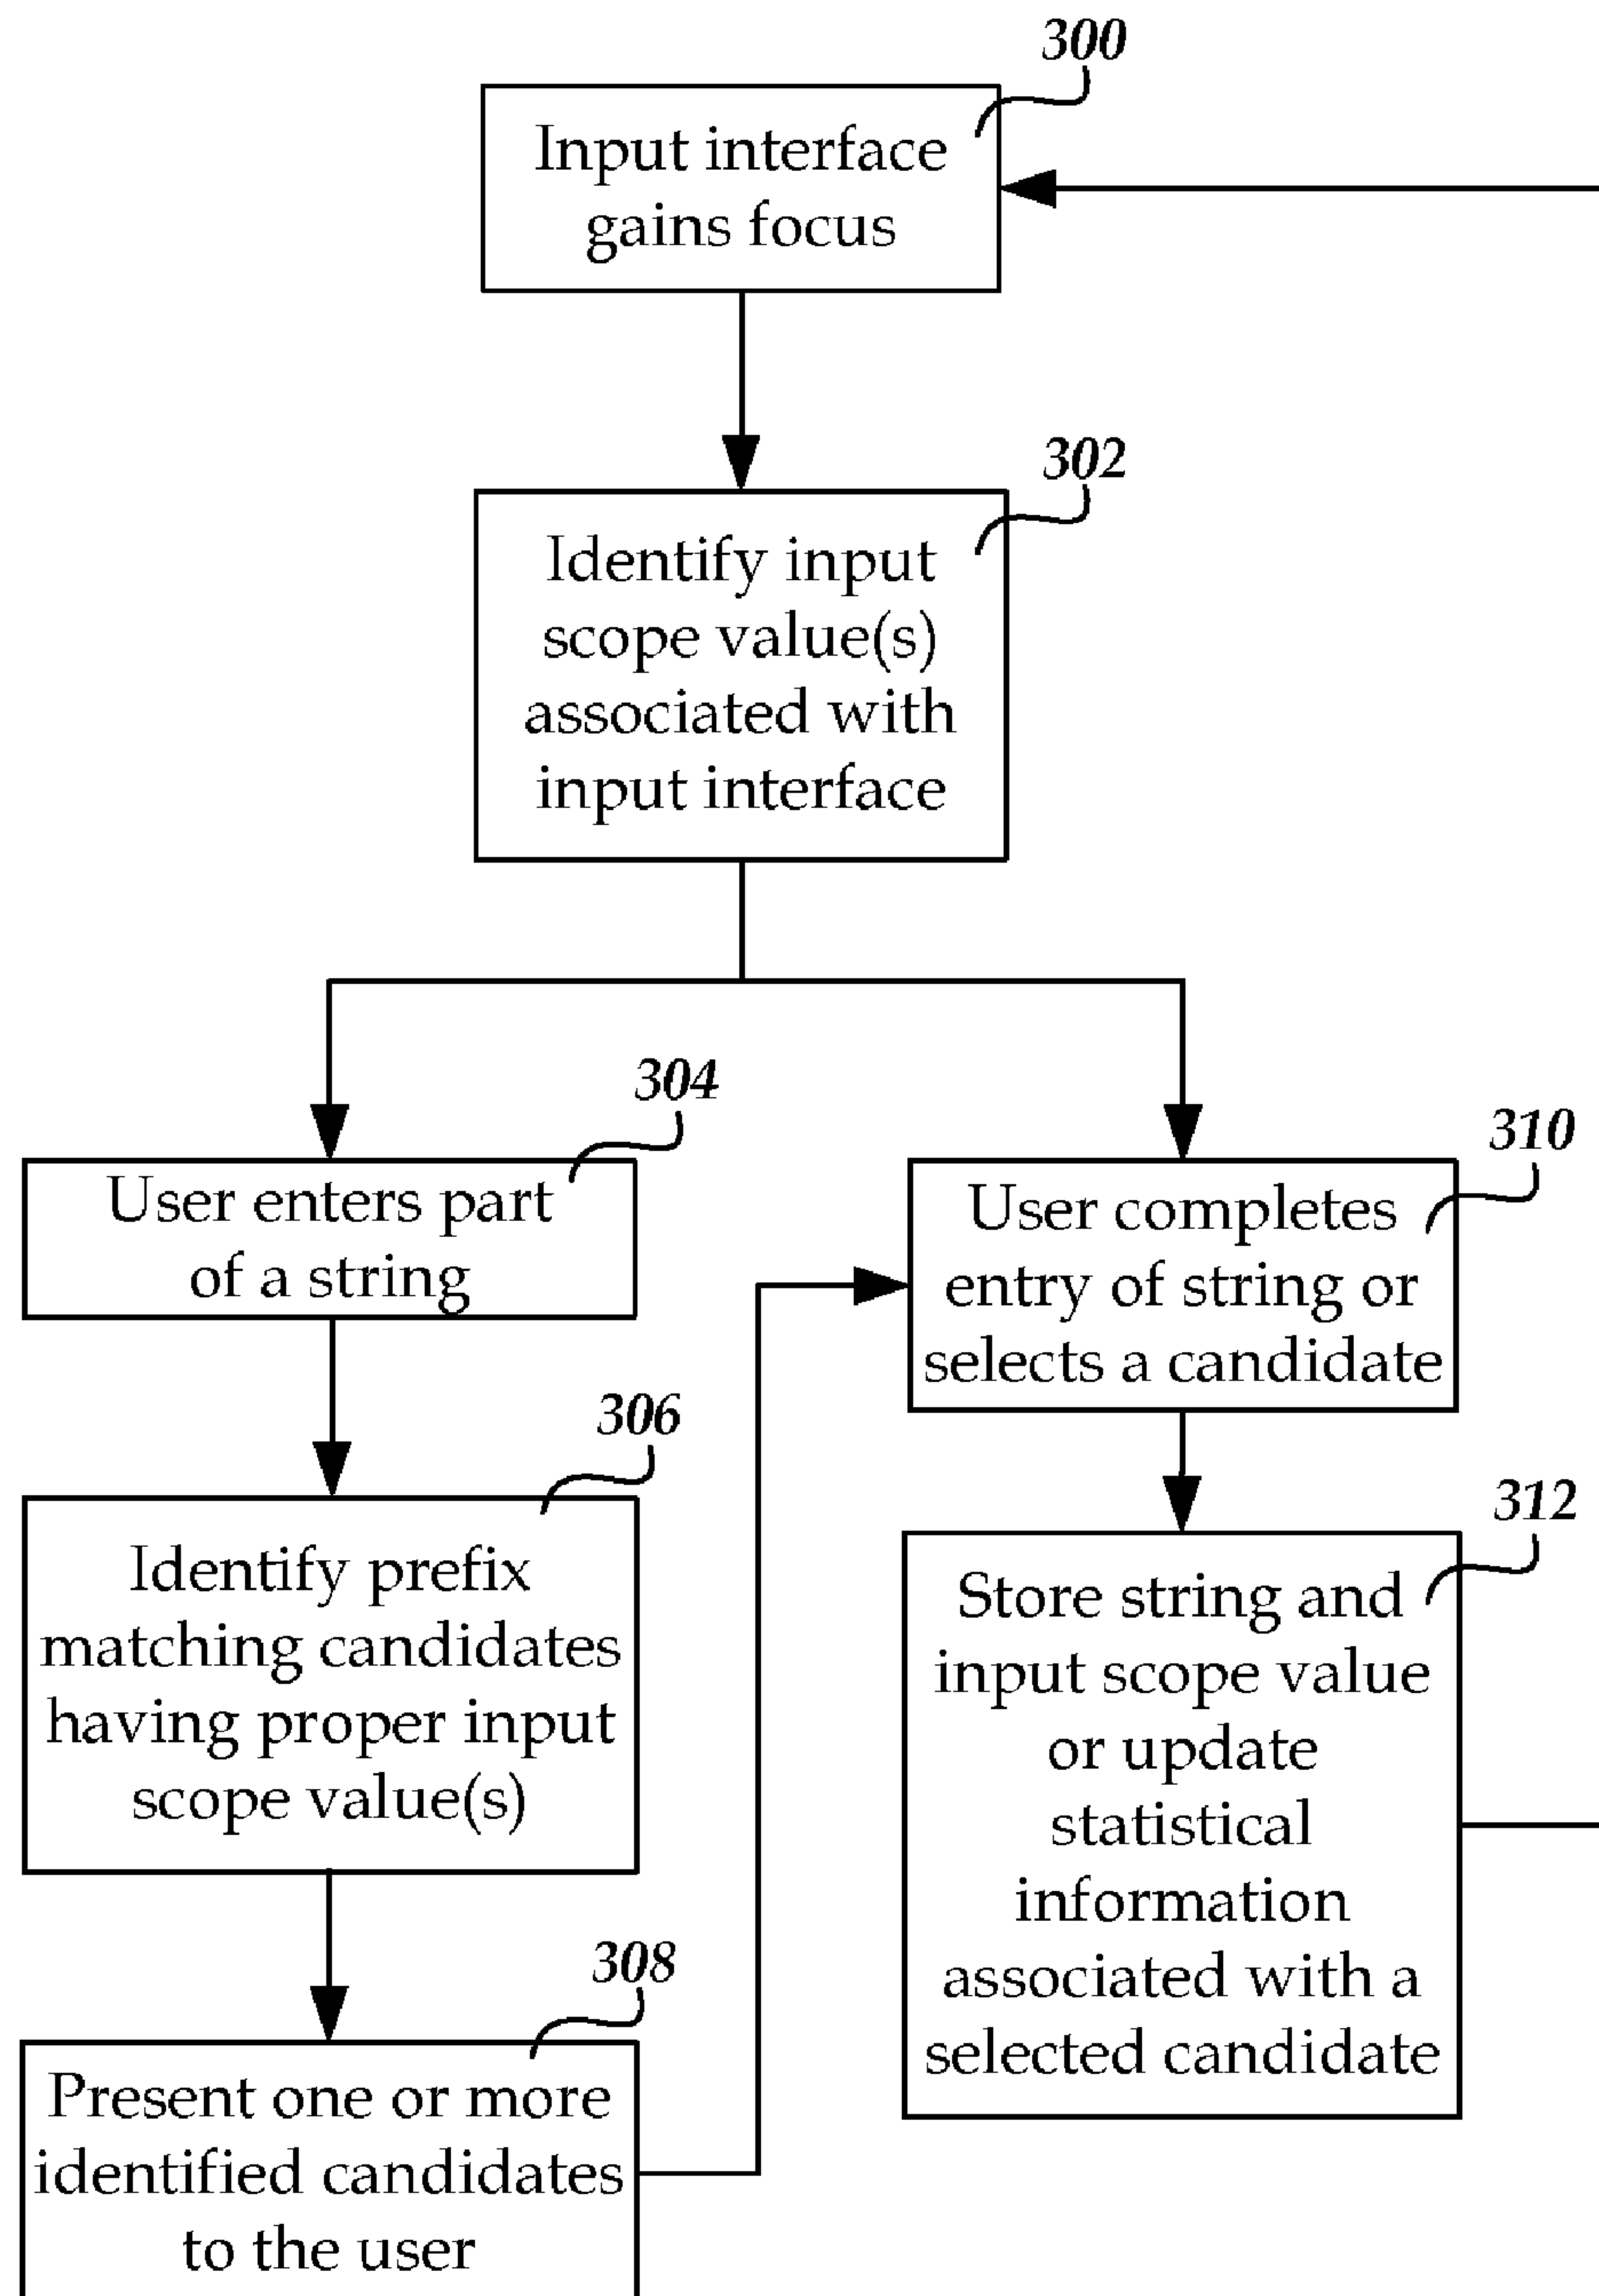 300
Input interface
gains focus
302
Identify input
scope value(s)
associated with
input interface
304
User enters part
of a string
306
Identify prefix
matching candidates
having proper input
scope value(s)
308
Present one or more
identified candidates
to the user
310
User completes
entry of string or
selects a candidate
312
Store string and
input scope value
or update
statistical
information
associated with a
selected candidate